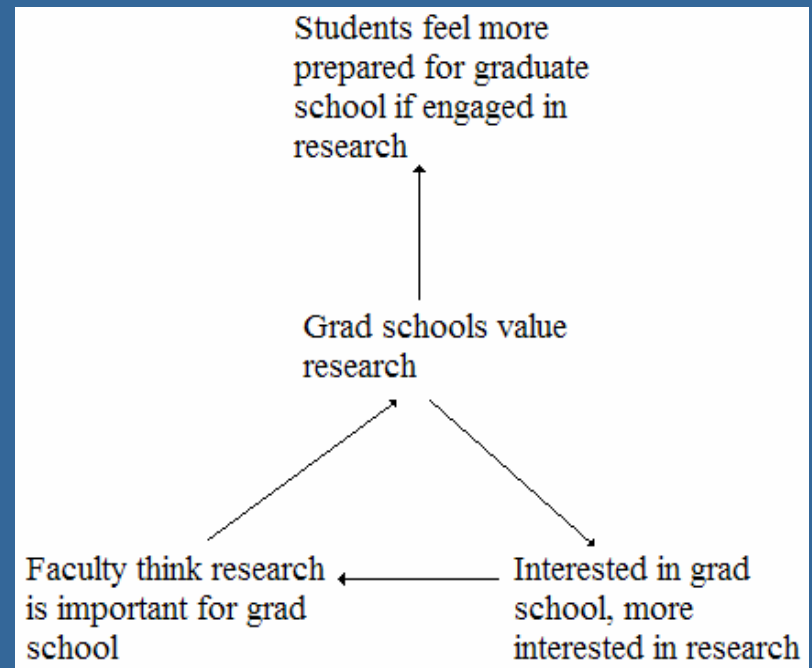 Students feel more
prepared for graduate
school if engaged in
research
Grad schools value
research
Faculty think research
is important for grad
school
Interested in grad
school, more
interested in research